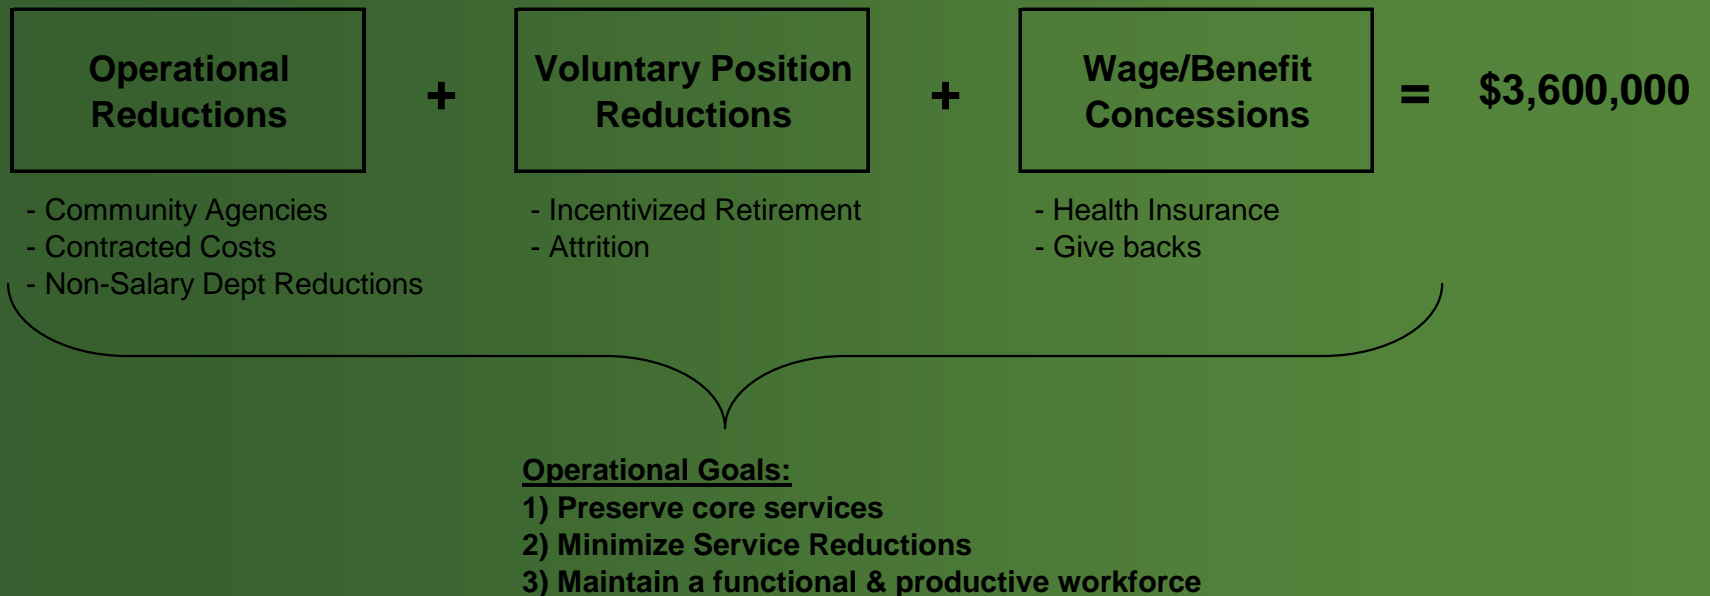 Operational
Reductions
+
Voluntary Position
Reductions
+
Wage/Benefit
Concessions
= $3,600,000
- Community Agencies
- Contracted Costs
- Non-Salary Dept Reductions
- Incentivized Retirement
- Attrition
- Health Insurance
- Give backs
Operational Goals:
1) Preserve core services
2) Minimize Service Reductions
3) Maintain a functional & productive workforce